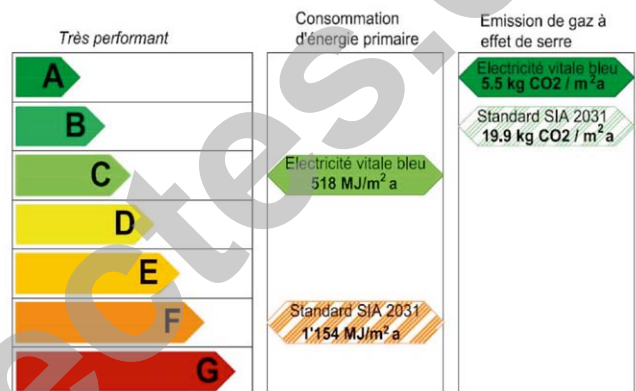 Très performant
Consommation
d'énergie primaire
Emission de gaz à
effet de serre
A
Electricité vitale bleu
5.5 kg CO2 / m²a
B
Standard SIA 2031
19.9 kg CO2 / m²a
C
Electricité vitale bleu
518 MJ/m² a
D
E
F
Standard SIA 2031
1'154 MJ/m² a
G